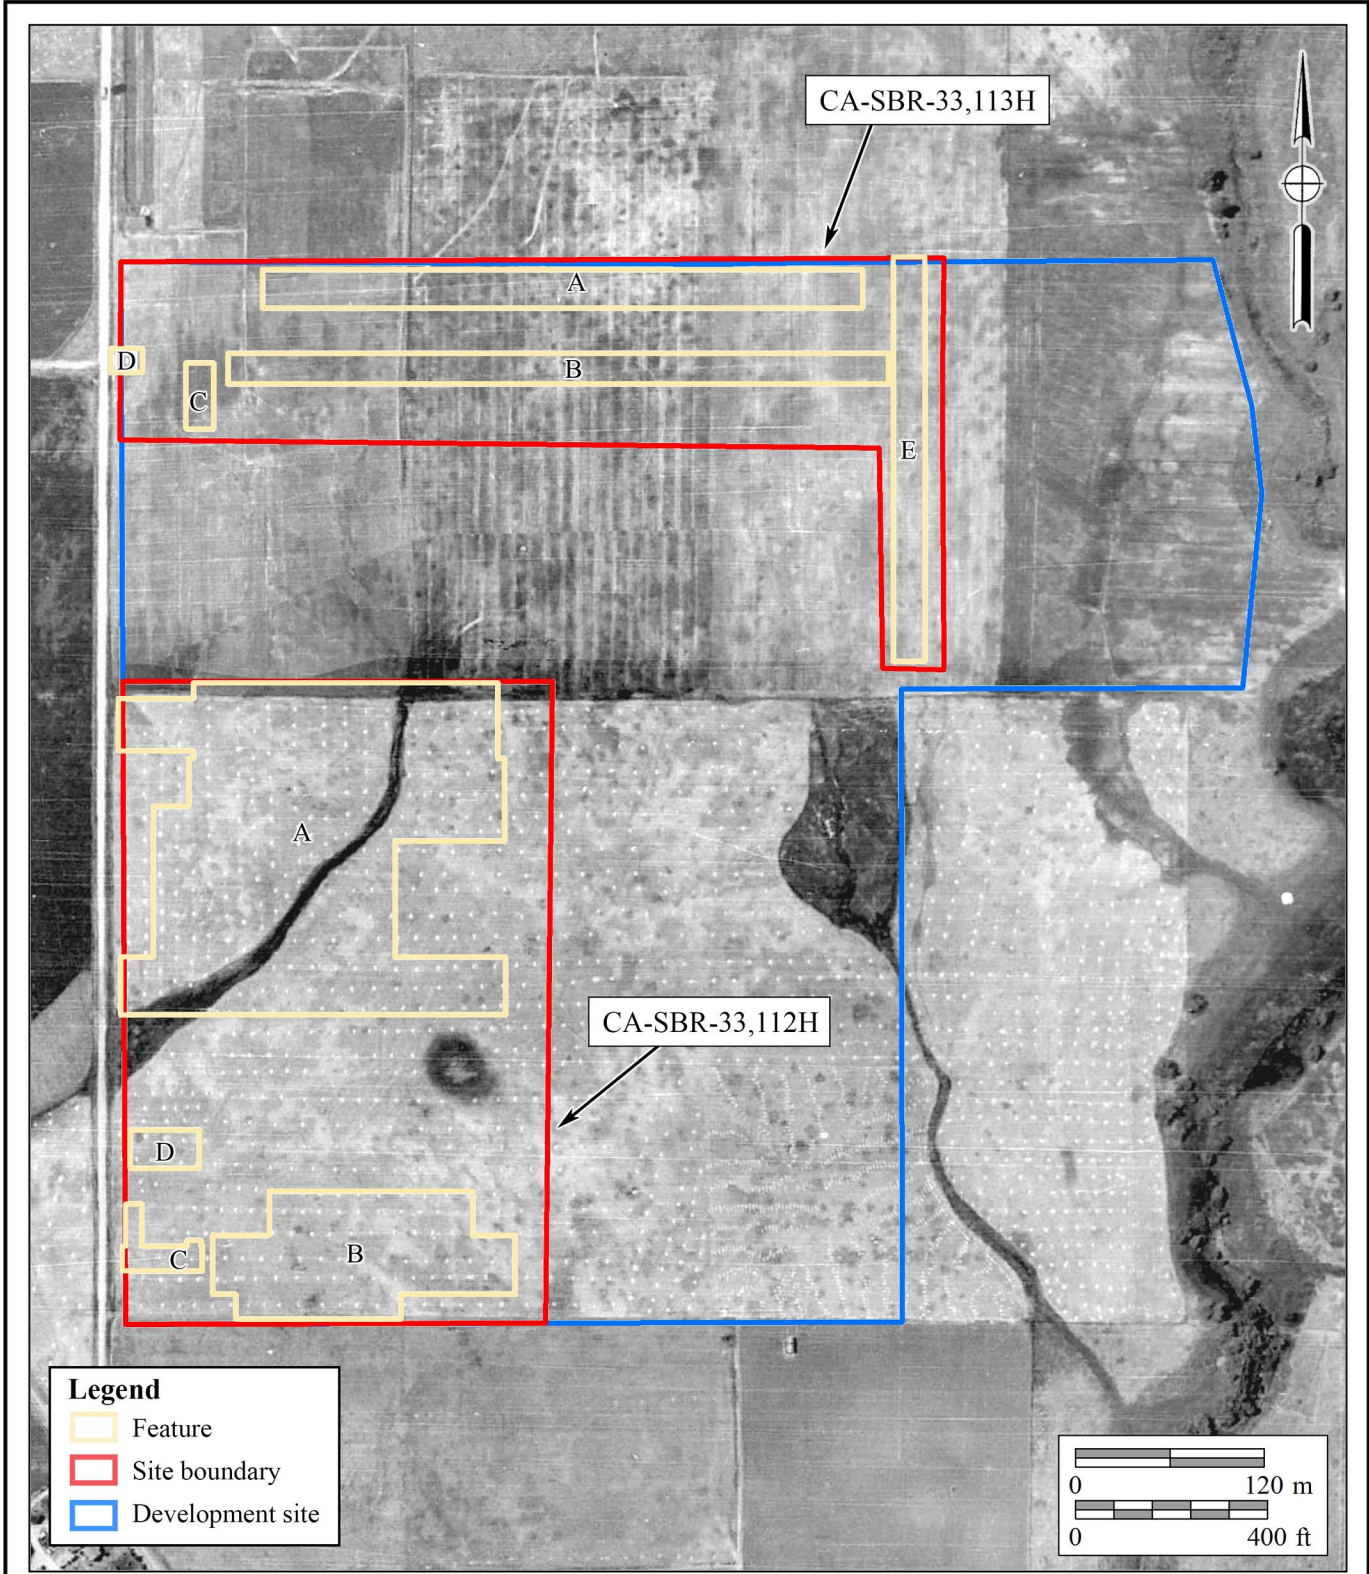 CA-SBR-33,113H
A
D
B
C
E
A
CA-SBR-33,112H
D
C
B
Legend
Feature
Site boundary
Development site
0 120 m
0 400 ft